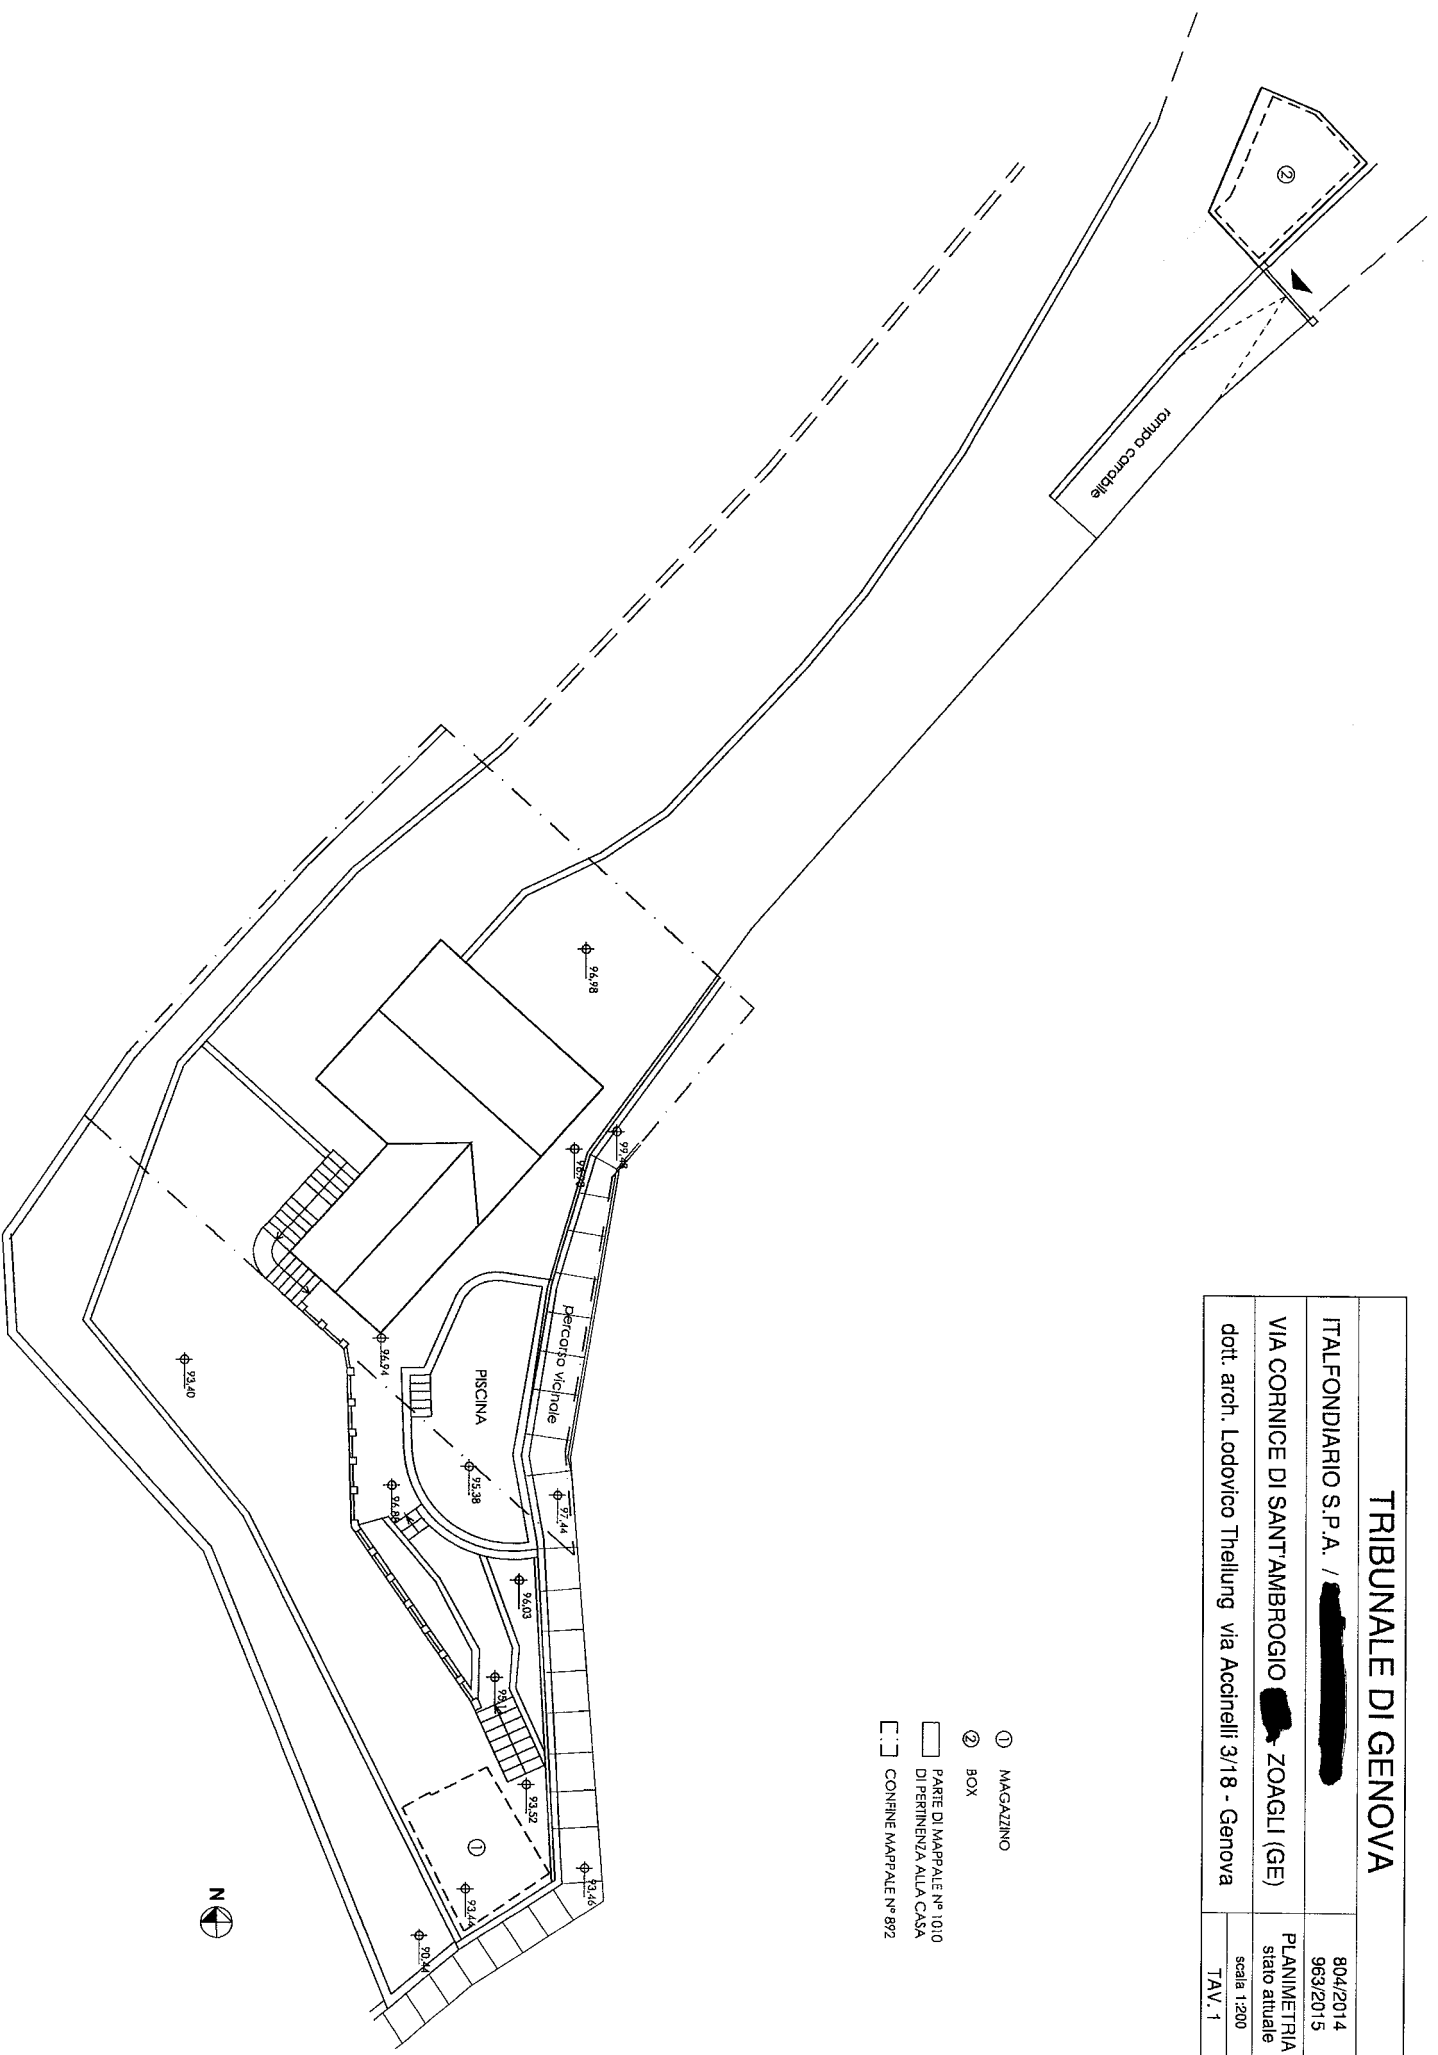 TRIBUNALE DI GENOVA
ITALFONDIARIO S.P.A. /
804/2014
963/2015
VIA CORNICE DI SANT'AMBROGIO
- ZOAGLI (GE)
PLANIMETRIA
stato attuale
dott. arch. Lodovico Thellung via Accinelli 3/18 - Genova
scala 1:200
TAV. 1
① MAGAZZINO
② BOX
PARTE DI MAPPALE N° 1010
DI PERTINENZA ALLA CASA
CONFINE MAPPALE N° 892
②
rampa carrabile
96,98
percorso vicinale
PISCINA
96,94
93,40
95,38
97,44
96,03
93,52
①
93,46
93,44
90,44
N